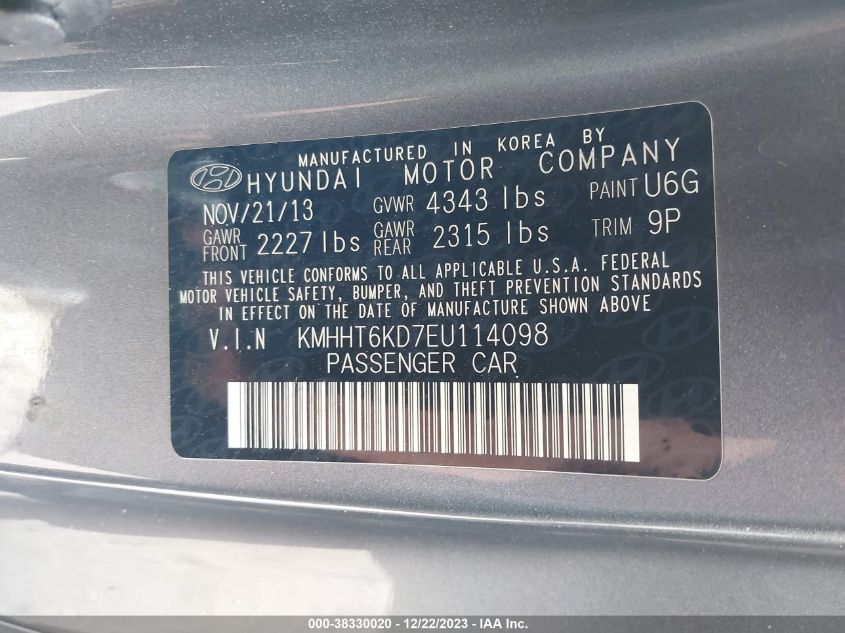 MANUFACTURED IN KOREA BY
HYUNDAI MOTOR COMPANY
NOV/21/13 GVWR 4343 lbs PAINT U6G
GAWR FRONT 2227 lbs GAWR REAR 2315 lbs TRIM 9P
THIS VEHICLE CONFORMS TO ALL APPLICABLE U.S.A. FEDERAL
MOTOR VEHICLE SAFETY, BUMPER, AND THEFT PREVENTION STANDARDS
IN EFFECT ON THE DATE OF MANUFACTURE SHOWN ABOVE
V.I.N KMHHT6KD7EU114098
PASSENGER CAR
000-38330020 - 12/22/2023 - IAA Inc.